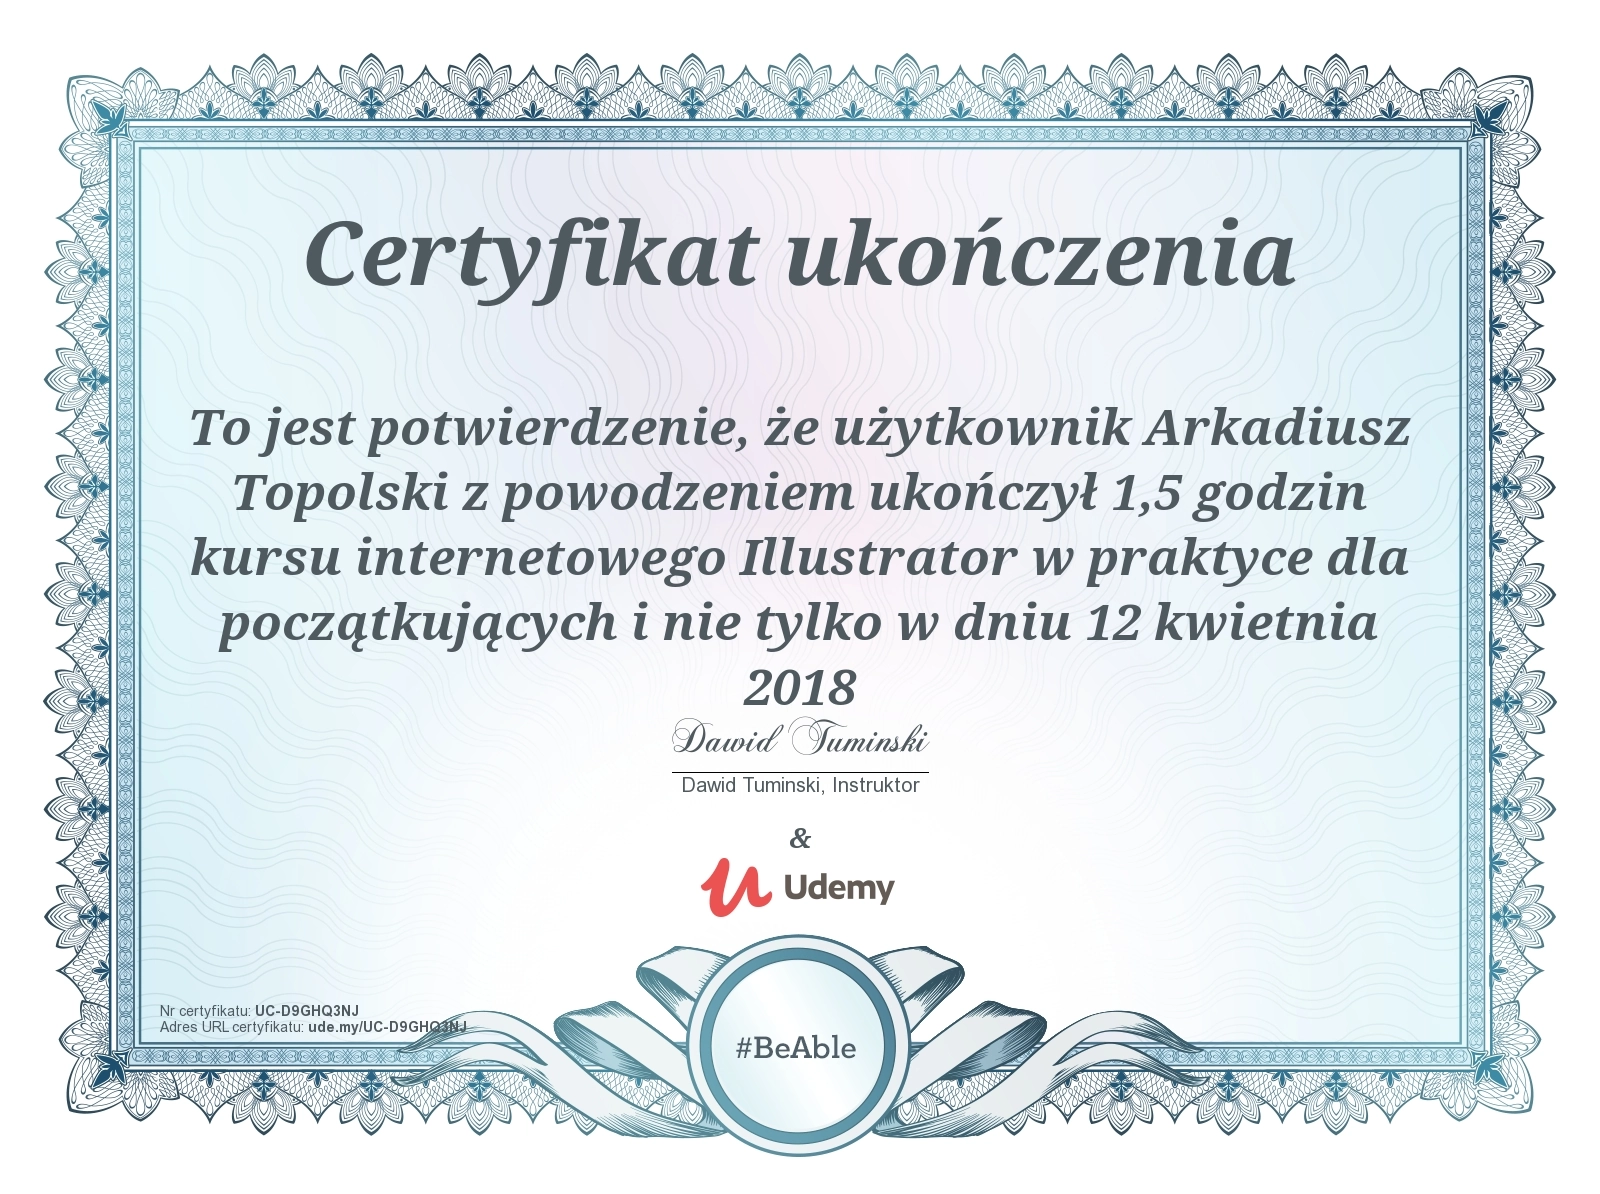 Certyfikat ukończenia
To jest potwierdzenie, że użytkownik Arkadiusz
Topolski z powodzeniem ukończył 1,5 godzin
kursu internetowego Illustrator w praktyce dla
początkujących i nie tylko w dniu 12 kwietnia
2018
Dawid Tuminski
Dawid Tuminski, Instruktor
&
Udemy
Nr certyfikatu: UC-D9GHQ3NJ
Adres URL certyfikatu: ude.my/UC-D9GHQ3NJ
#BeAble